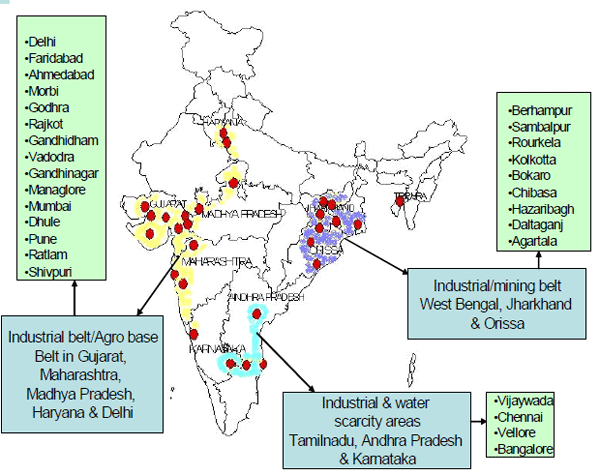 •Delhi
•Faridabad
•Ahmedabad
•Morbi
•Godhra
•Rajkot
•Gandhidham
•Vadodra
•Gandhinagar
•Managlore
•Mumbai
•Dhule
•Pune
•Ratlam
•Shivpuri
Industrial belt/Agro base
Belt in Gujarat,
Maharashtra,
Madhya Pradesh,
Haryana & Delhi
HARYANA
GUJARAT
MADHYA PRADESH
MAHARASHTRA
ANDHRA PRADESH
KARNATAKA
JHARKHAND
ORISSA
TRIPURA
•Berhampur
•Sambalpur
•Rourkela
•Kolkotta
•Bokaro
•Chibasa
•Hazaribagh
•Daltaganj
•Agartala
Industrial/mining belt
West Bengal, Jharkhand
& Orissa
Industrial & water
scarcity areas
Tamilnadu, Andhra Pradesh
& Karnataka
•Vijaywada
•Chennai
•Vellore
•Bangalore